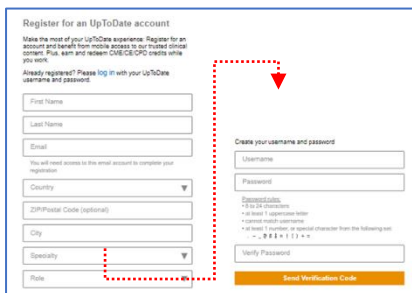 Register for an UpToDate account
Make the most of your UpToDate experience. Register for an
account and benefit from mobile access to our trusted clinical
content. Plus, earn and redeem CME/CE/CPD credits while
you work.
Already registered? Please log in with your UpToDate
username and password.
First Name
Last Name
Email
You will need access to this email account to complete your
registration
Country
ZIP/Postal Code (optional)
City
Specialty
Role
Create your username and password
Username
Password
Password rules:
• 8 to 24 characters
• at least 1 uppercase letter
• cannot match username
• at least 1 number, or special character from the following set:
Verify Password
Send Verification Code